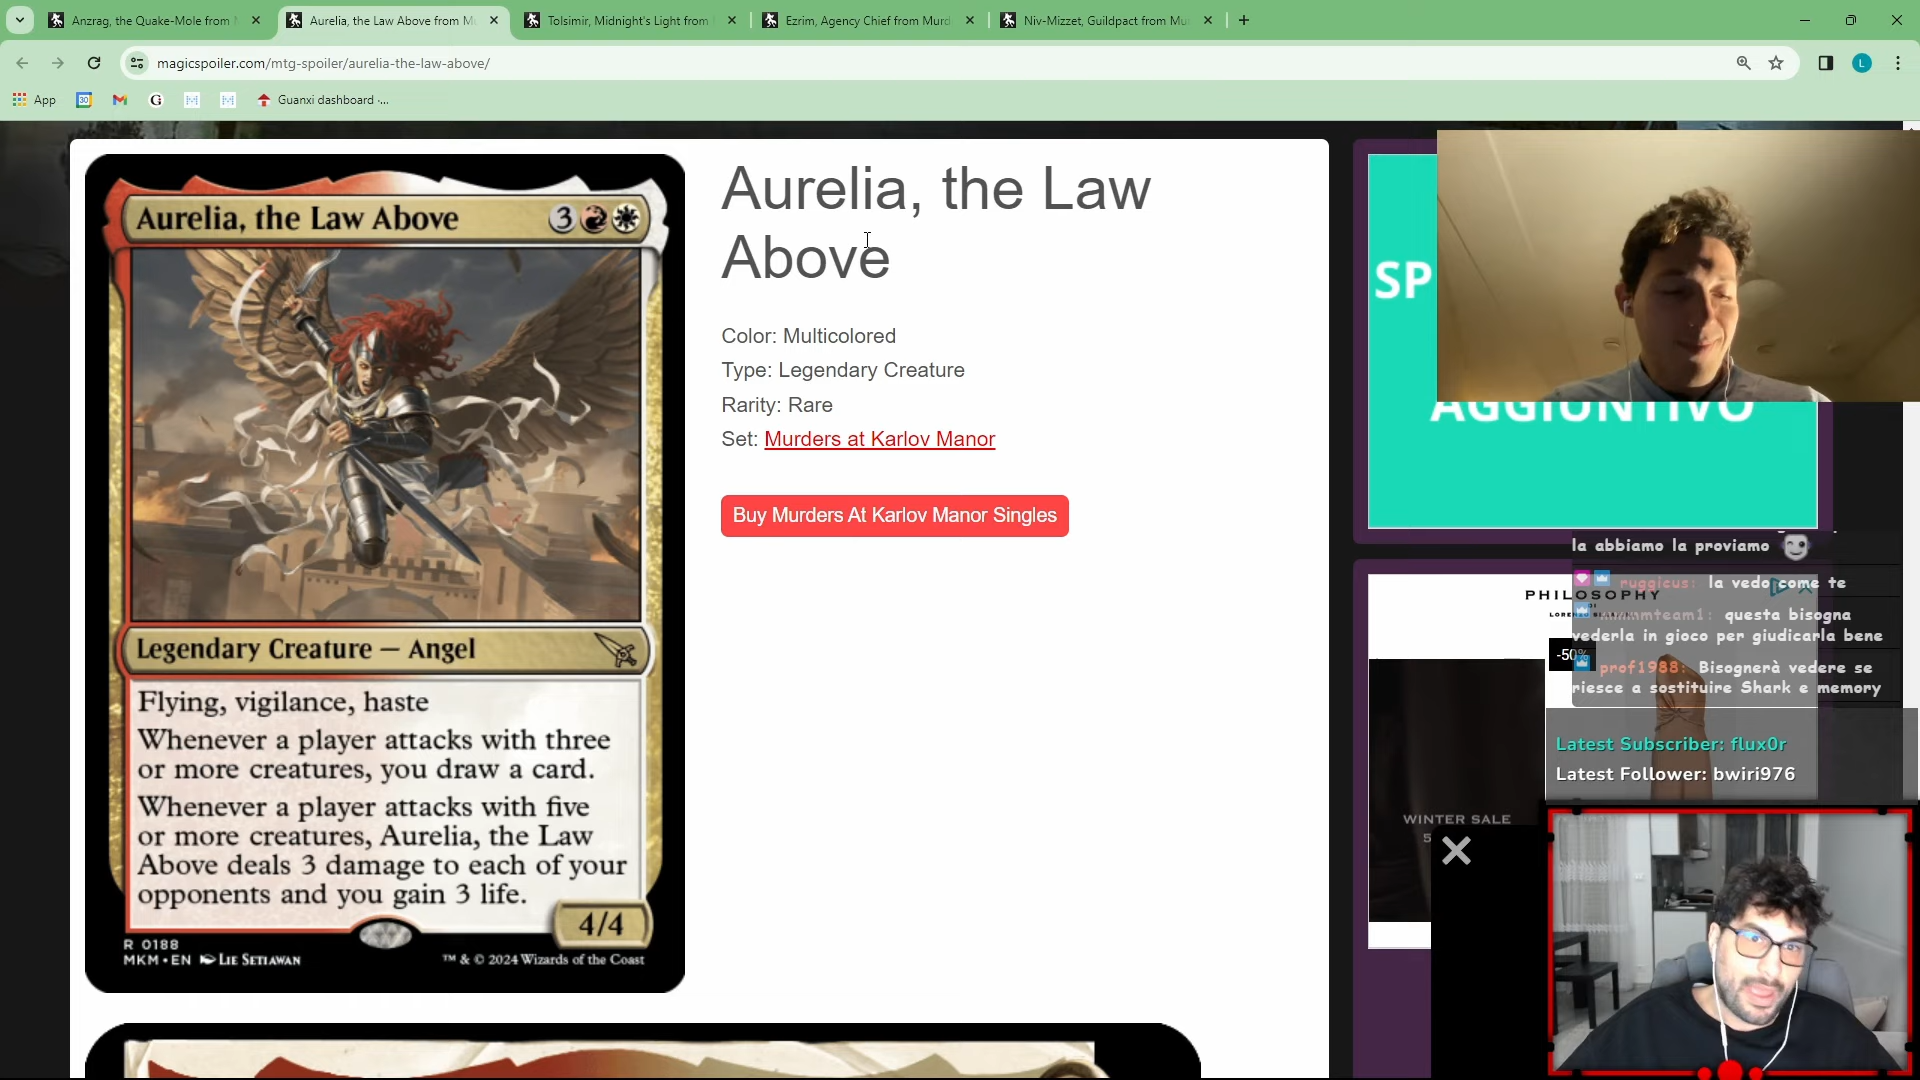 Anzrag, the Quake-Mole from
Aurelia, the Law Above from M
Tolsimir, Midnight's Light from
Ezrim, Agency Chief from Murd
Niv-Mizzet, Guildpact from Mu
magicspoiler.com/mtg-spoiler/aurelia-the-law-above/
L
App
30
G
Guanxi dashboard -...
Aurelia, the Law Above
3
Legendary Creature — Angel
Flying, vigilance, haste
Whenever a player attacks with three
or more creatures, you draw a card.
Whenever a player attacks with five
or more creatures, Aurelia, the Law
Above deals 3 damage to each of your
opponents and you gain 3 life.
4/4
R 0188
MKM • EN LIE SETIAWAN
™ & © 2024 Wizards of the Coast
Aurelia, the Law
Above
Color: Multicolored
Type: Legendary Creature
Rarity: Rare
Set: Murders at Karlov Manor
Buy Murders At Karlov Manor Singles
SP
AGGIUNTIVO
la abbiamo la proviamo
ruggicus: la vedo come te
PHILOSOPHY
questa bisogna
vederla in gioco per giudicarla bene
-50%
prof1988: Bisognerà vedere se
riesce a sostituire Shark e memory
Latest Subscriber: flux0r
Latest Follower: bwiri976
WINTER SALE